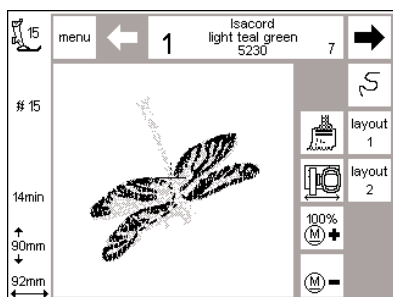 15
menu
1
Isacord
light teal green
5230
7
# 15
layout
1
layout
2
14min
90mm
92mm
100%
M +
M -